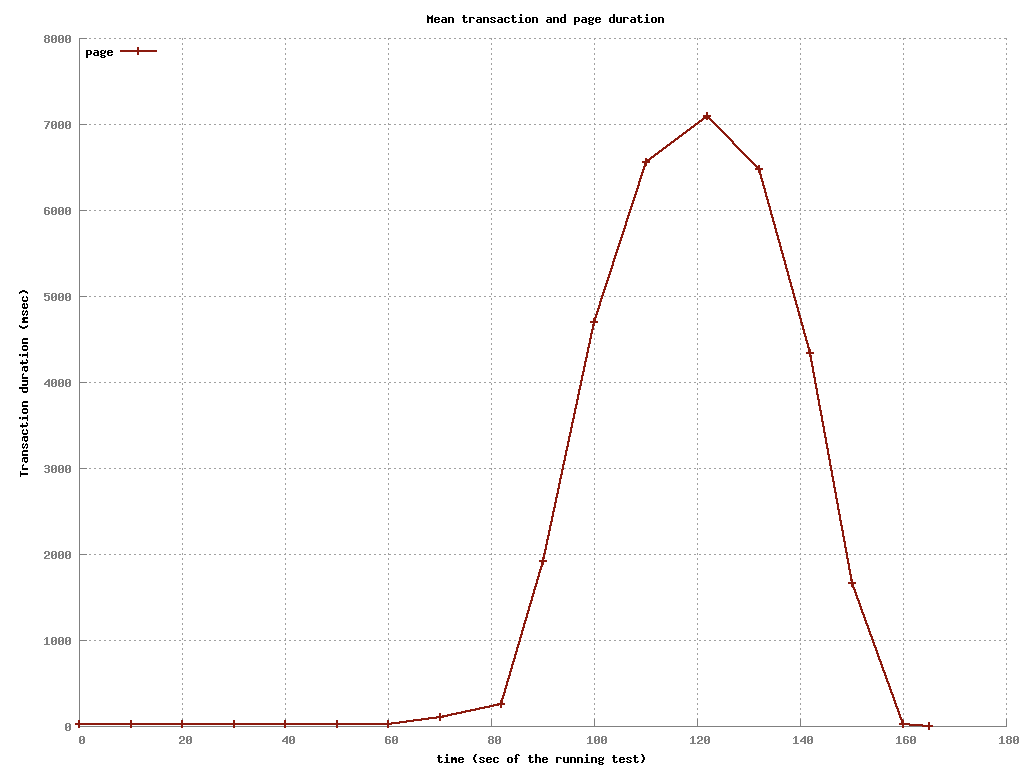 Mean transaction and page duration
page
8000
7000
6000
5000
4000
3000
2000
1000
0
Transaction duration (msec)
0 20 40 60 80 100 120 140 160 180
time (sec of the running test)